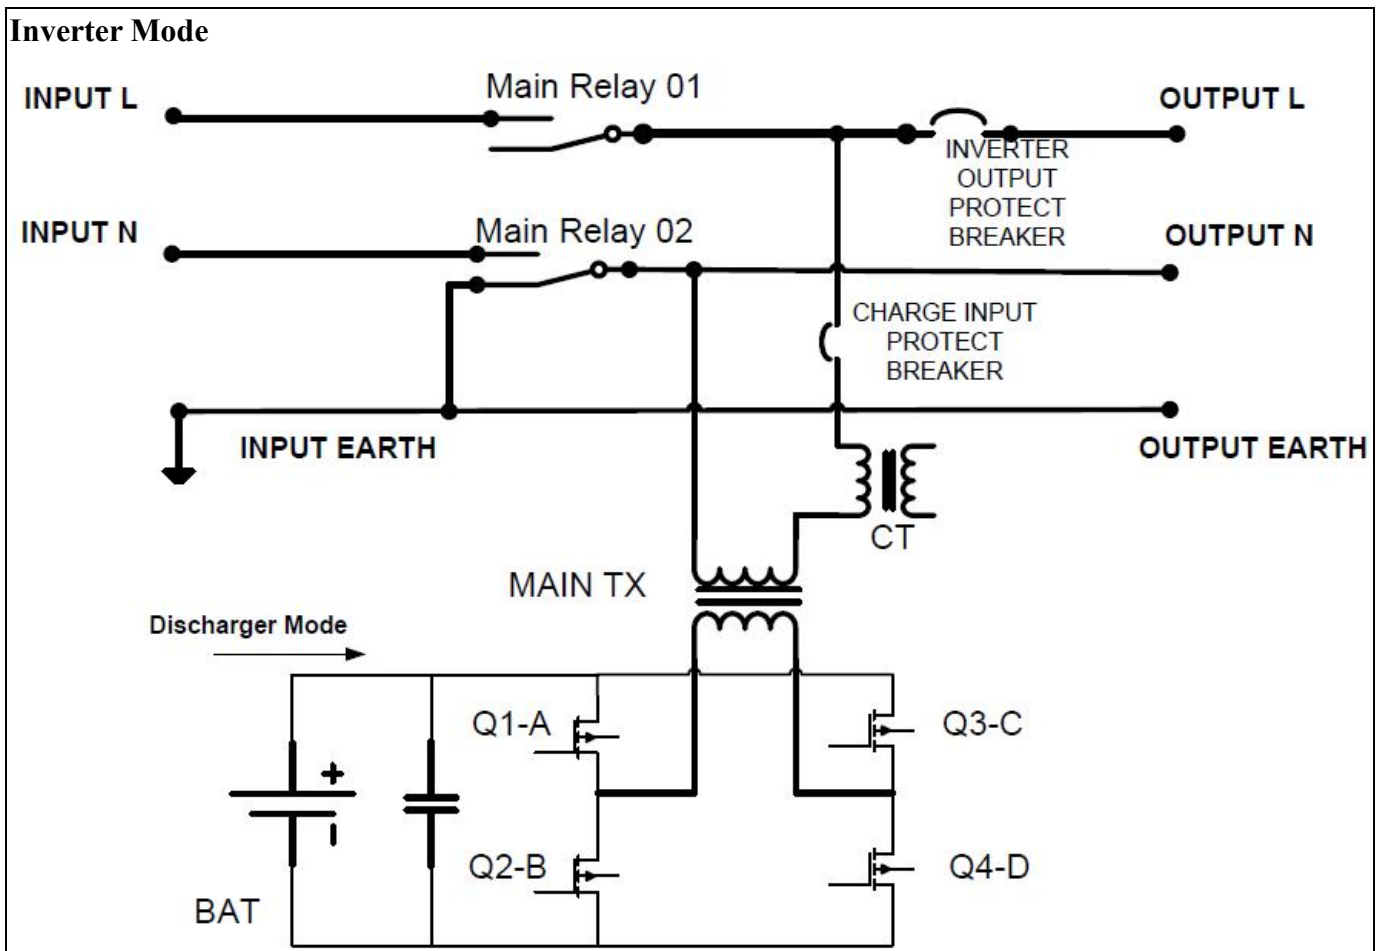 Inverter Mode
Main Relay 01
INPUT L
OUTPUT L
INVERTER
OUTPUT
PROTECT
BREAKER
INPUT N
Main Relay 02
OUTPUT N
CHARGE INPUT
PROTECT
BREAKER
INPUT EARTH
OUTPUT EARTH
CT
MAIN TX
Discharger Mode
Q1-A
Q3-C
+
Q2-B
Q4-D
BAT